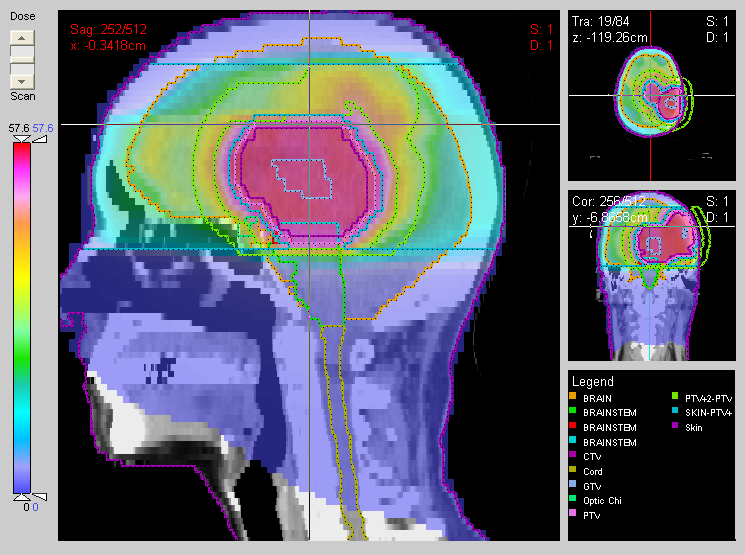 Dose
Scan
57.6 57.6
0 0
Sag: 252/512
x: -0.3418cm
S: 1
D: 1
Tra: 19/84
z: -119.26cm
S: 1
D: 1
Cor: 256/512
y: -6.8658cm
S: 1
D: 1
Legend
BRAIN
BRAINSTEM
BRAINSTEM
BRAINSTEM
CTV
Cord
GTV
Optic Chi
PTV
PTV+2-PTV
SKIN-PTV+
Skin